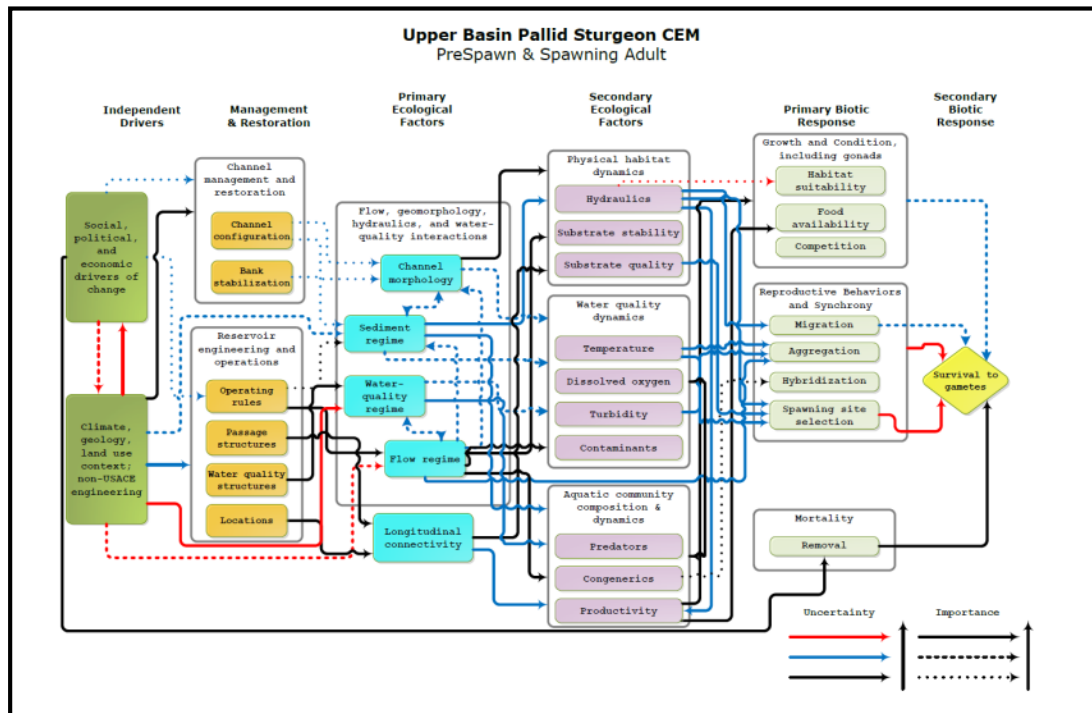 Upper Basin Pallid Sturgeon CEM
PreSpawn & Spawning Adult
Independent
Drivers
Management
& Restoration
Primary
Ecological
Factors
Secondary
Ecological
Factors
Primary Biotic
Response
Secondary
Biotic
Response
Social,
political,
and
economic
drivers of
change
Climate,
geology,
land use
context;
non-USACE
engineering
Channel
management and
restoration
Channel
configuration
Bank
stabilization
Reservoir
engineering and
operations
Operating
rules
Passage
structures
Water quality
structures
Locations
Flow, geomorphology,
hydraulics, and water-
quality interactions
Channel
morphology
Sediment
regime
Water-
quality regime
Flow regime
Longitudinal
connectivity
Physical habitat
dynamics
Hydraulics
Substrate stability
Substrate quality
Water quality
dynamics
Temperature
Dissolved oxygen
Turbidity
Contaminants
Aquatic community
composition &
dynamics
Predators
Congenerics
Productivity
Growth and Condition,
including gonads
Habitat
suitability
Food
availability
Competition
Reproductive Behaviors
and Synchrony
Migration
Aggregation
Hybridization
Spawning site
selection
Mortality
Removal
Survival to
gametes
Uncertainty
Importance